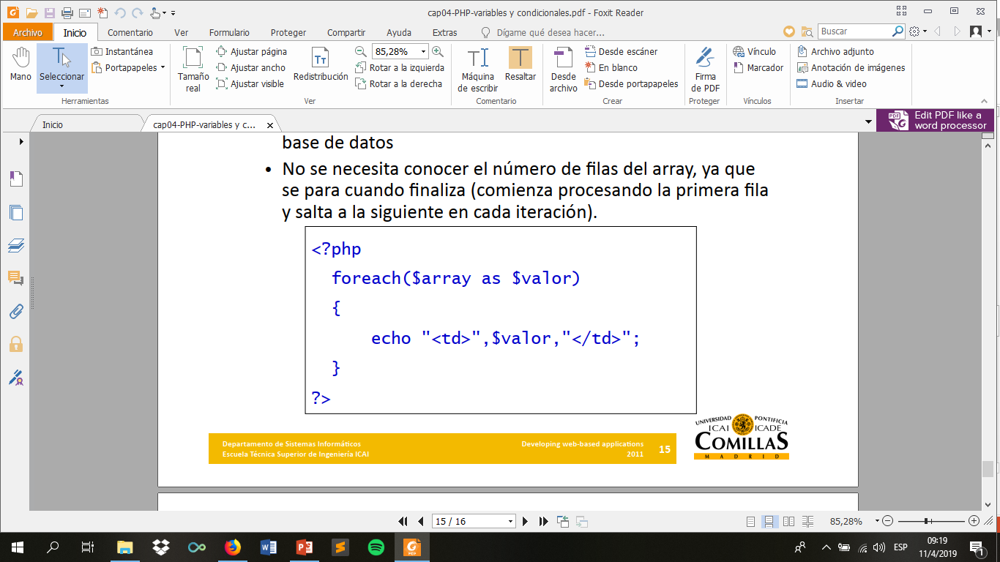 cap04-PHP-variables y condicionales.pdf - Foxit Reader
Archivo Inicio Comentario Ver Formulario Proteger Compartir Ayuda Extras Dígame qué desea hacer... Buscar
Mano
Seleccionar
Instantánea
Portapapeles
Herramientas
Tamaño
real
Ajustar página
Ajustar ancho
Ajustar visible
Redistribución
85,28%
Rotar a la izquierda
Rotar a la derecha
Ver
Máquina
de escribir
Resaltar
Comentario
Desde
archivo
Desde escáner
En blanco
Desde portapapeles
Crear
Firma
de PDF
Proteger
Vínculo
Marcador
Vínculos
Archivo adjunto
Anotación de imágenes
Audio & video
Insertar
Inicio
cap04-PHP-variables y c...
Edit PDF like a
word processor
base de datos
• No se necesita conocer el número de filas del array, ya que
se para cuando finaliza (comienza procesando la primera fila
y salta a la siguiente en cada iteración).
<?php
foreach($array as $valor)
{
echo "<td>",$valor,"</td>";
}
?>
Departamento de Sistemas Informáticos
Escuela Técnica Superior de Ingeniería ICAI
Developing web-based applications
2011
15
UNIVERSIDAD PONTIFICIA
ICAI ICADE
COMILLAS
MADRID
15 / 16
85,28%
ESP
09:19
11/4/2019
1